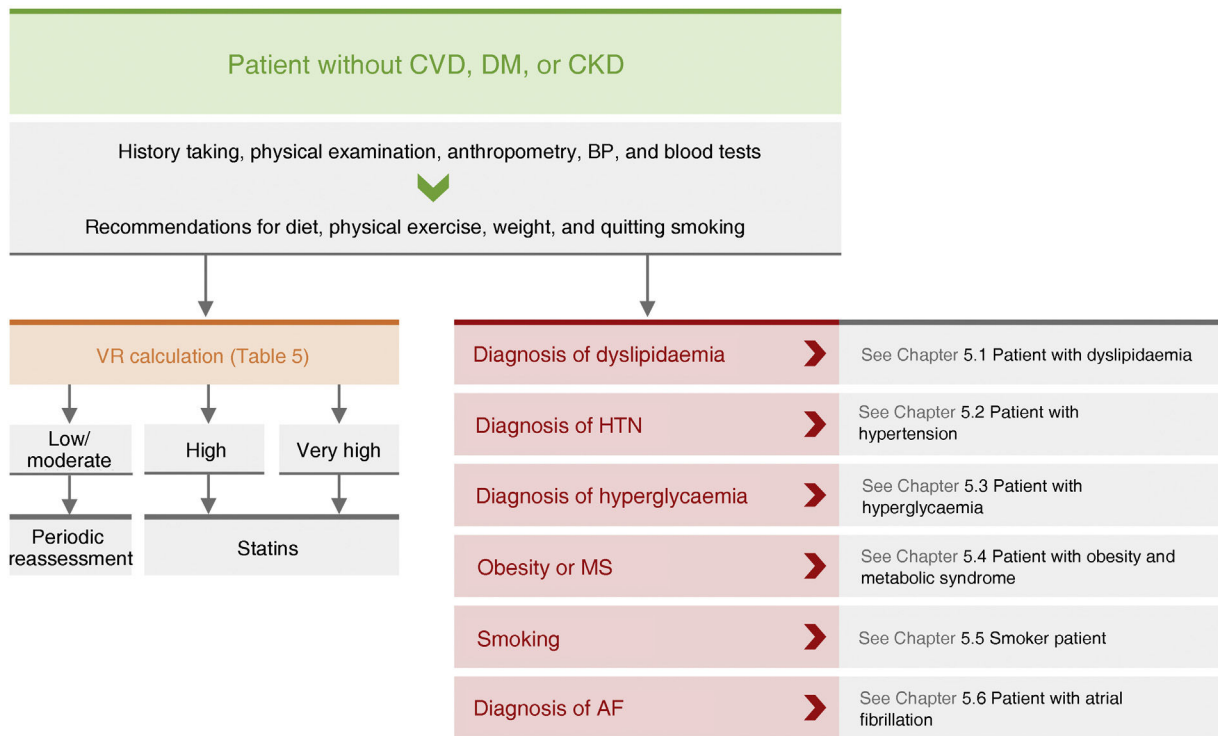 Patient without CVD, DM, or CKD
History taking, physical examination, anthropometry, BP, and blood tests
Recommendations for diet, physical exercise, weight, and quitting smoking
VR calculation (Table 5)
Low/
moderate
High
Very high
Periodic
reassessment
Statins
Diagnosis of dyslipidaemia
See Chapter 5.1 Patient with dyslipidaemia
Diagnosis of HTN
See Chapter 5.2 Patient with
hypertension
Diagnosis of hyperglycaemia
See Chapter 5.3 Patient with
hyperglycaemia
Obesity or MS
See Chapter 5.4 Patient with obesity and
metabolic syndrome
Smoking
See Chapter 5.5 Smoker patient
Diagnosis of AF
See Chapter 5.6 Patient with atrial
fibrillation